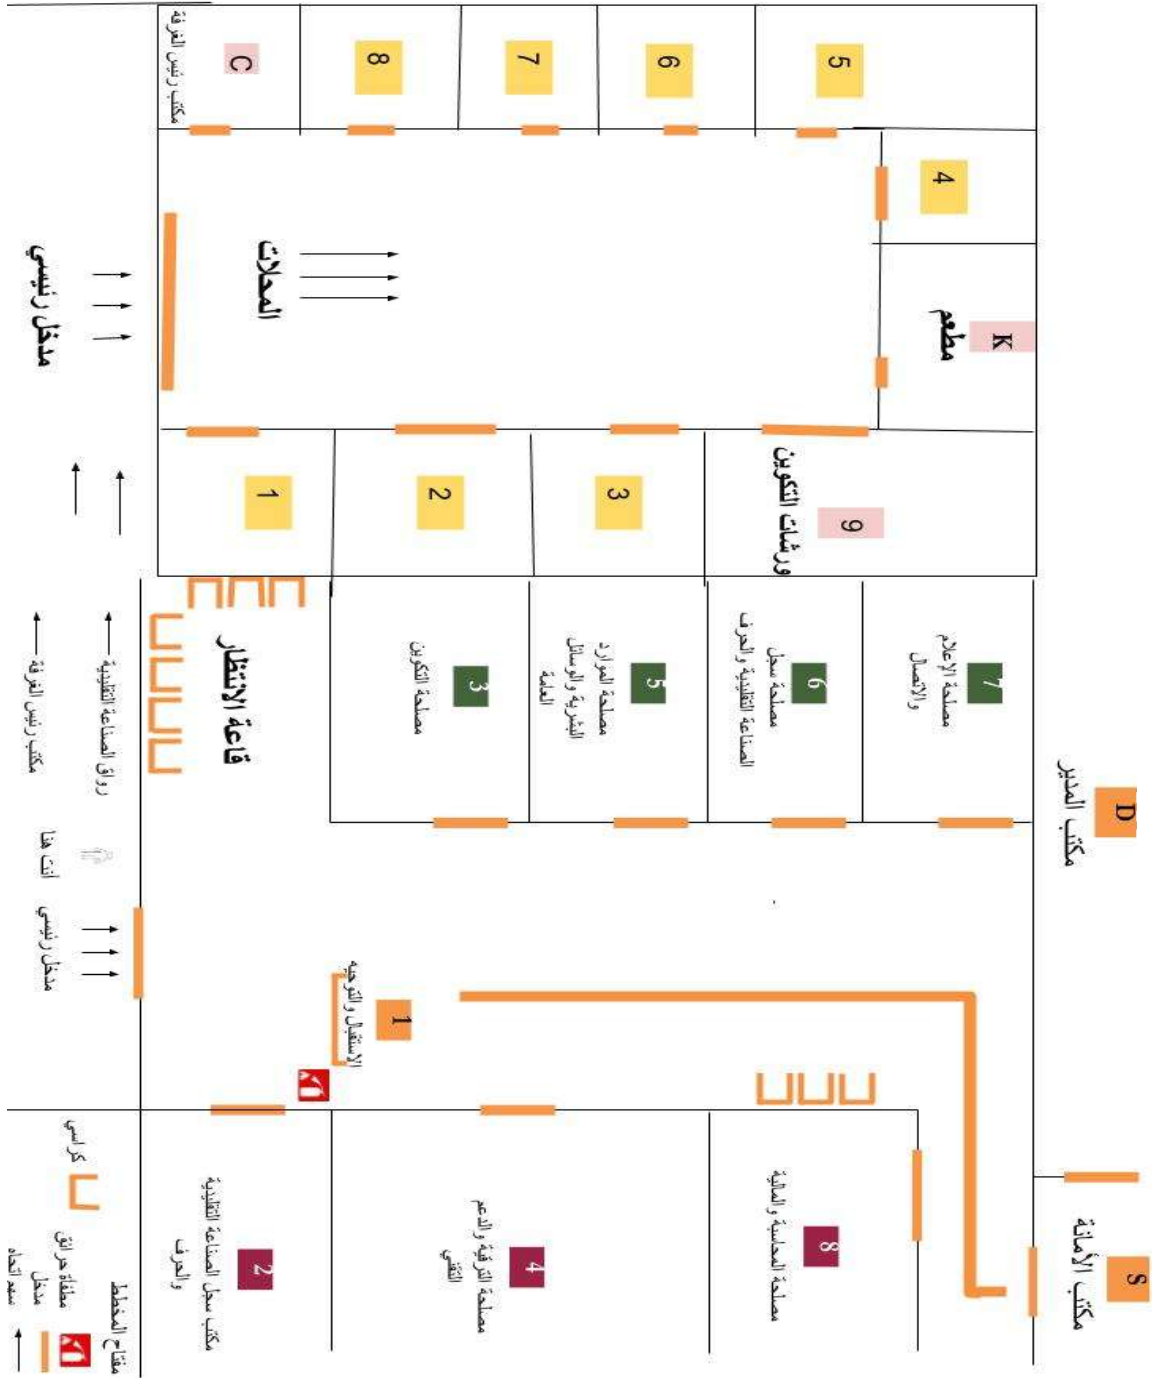 C
مكتب رئيس الغرفة
8
7
6
5
4
K
مطعم
المحلات
مدخل رئيسي
1
2
3
9
ورشات التكوين
رواق الصناعة التقليدية
مكتب رئيس الغرفة
قاعة الانتظار
3
مصلحة التكوين
5
مصلحة الموارد
البشرية والوسائل
العامة
6
مصلحة سجل
الصناعة التقليدية والحرف
7
مصلحة الإعلام
والاتصال
D
مكتب المدير
انت هنا
مدخل رئيسي
1
الاستقبال والتوجيه
2
مكتب سجل الصناعة التقليدية
والحرف
4
مصلحة الترقية والدعم
التقني
8
مصلحة المحاسبة والمالية
S
مكتب الأمانة
مفتاح المخطط
كراسي
مطفأة حرائق
مدخل
سهم اتجاه